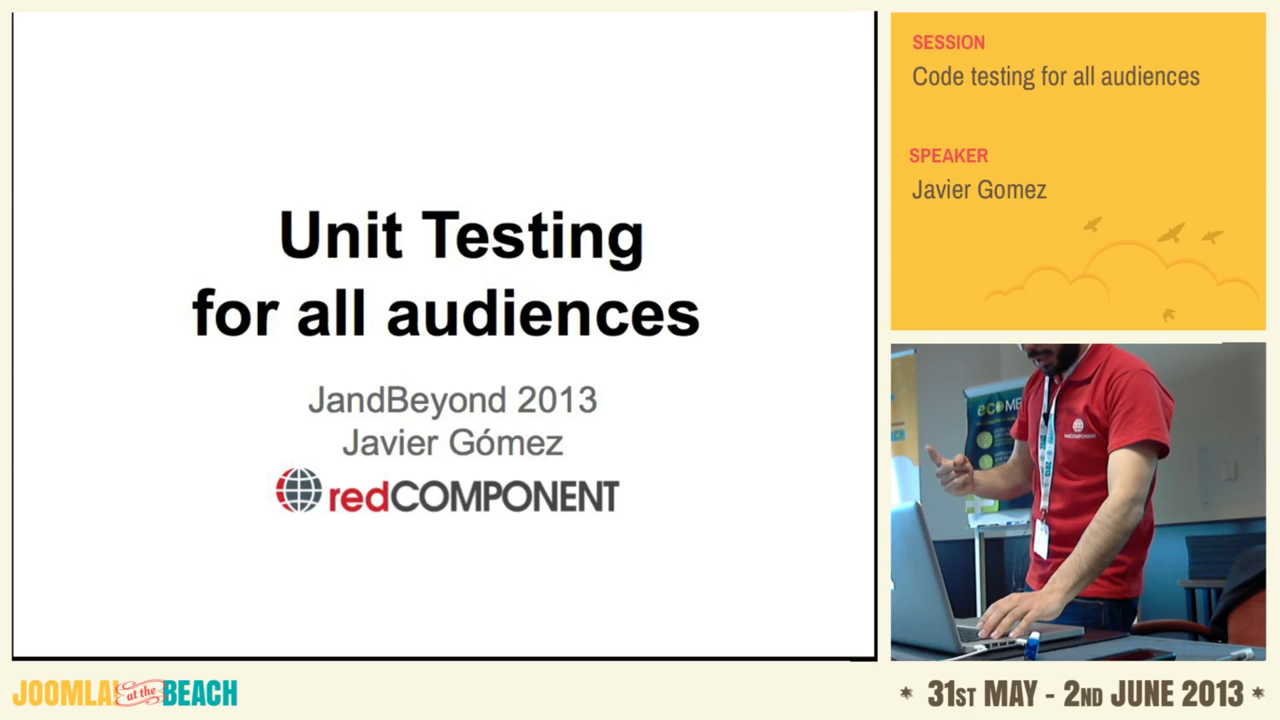 Unit Testing
for all audiences
JandBeyond 2013
Javier Gómez
redCOMPONENT
SESSION
Code testing for all audiences
SPEAKER
Javier Gomez
redCOMPONENT
JOOMLA! at the BEACH
* 31ST MAY - 2ND JUNE 2013 *